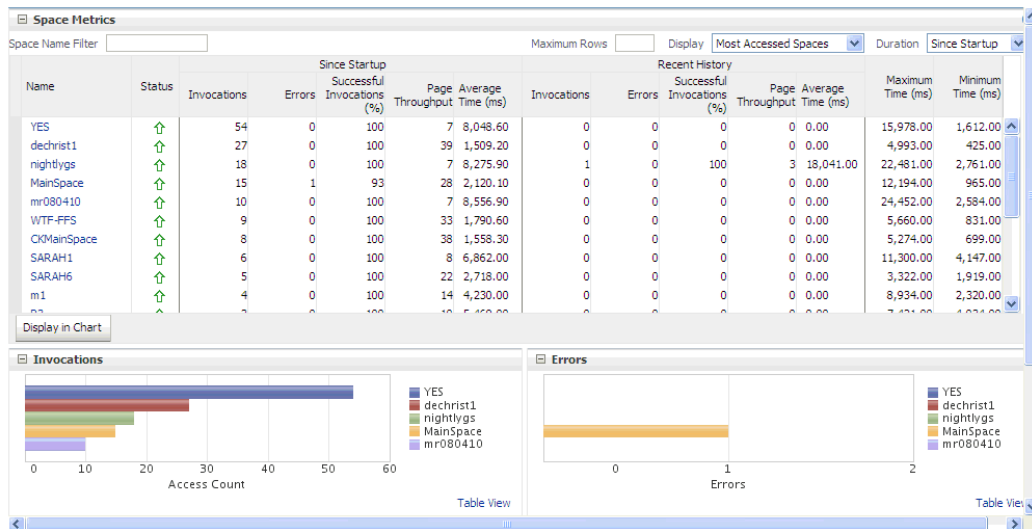 Space Metrics
Space Name Filter Maximum Rows Display Most Accessed Spaces Duration Since Startup
Since Startup Recent History
Name Status Invocations Errors Successful Invocations (%) Page Throughput Average Time (ms) Invocations Errors Successful Invocations (%) Page Throughput Average Time (ms) Maximum Time (ms) Minimum Time (ms)
YES 54 0 100 7 8,048.60 0 0 0 0 0.00 15,978.00 1,612.00
dechrist1 27 0 100 39 1,509.20 0 0 0 0 0.00 4,993.00 425.00
nightlygs 18 0 100 7 8,275.90 1 0 100 3 18,041.00 22,481.00 2,761.00
MainSpace 15 1 93 28 2,120.10 0 0 0 0 0.00 12,194.00 965.00
mr080410 10 0 100 7 8,556.90 0 0 0 0 0.00 24,452.00 2,584.00
WTF-FFS 9 0 100 33 1,790.60 0 0 0 0 0.00 5,660.00 831.00
CKMainSpace 8 0 100 38 1,558.30 0 0 0 0 0.00 5,274.00 699.00
SARAH1 6 0 100 8 6,862.00 0 0 0 0 0.00 11,300.00 4,147.00
SARAH6 5 0 100 22 2,718.00 0 0 0 0 0.00 3,322.00 1,919.00
m1 4 0 100 14 4,230.00 0 0 0 0 0.00 8,934.00 2,320.00
Display in Chart
Invocations
YES
dechrist1
nightlygs
MainSpace
mr080410
0 10 20 30 40 50 60
Access Count
Table View
Errors
YES
dechrist1
nightlygs
MainSpace
mr080410
0 1 2
Errors
Table View